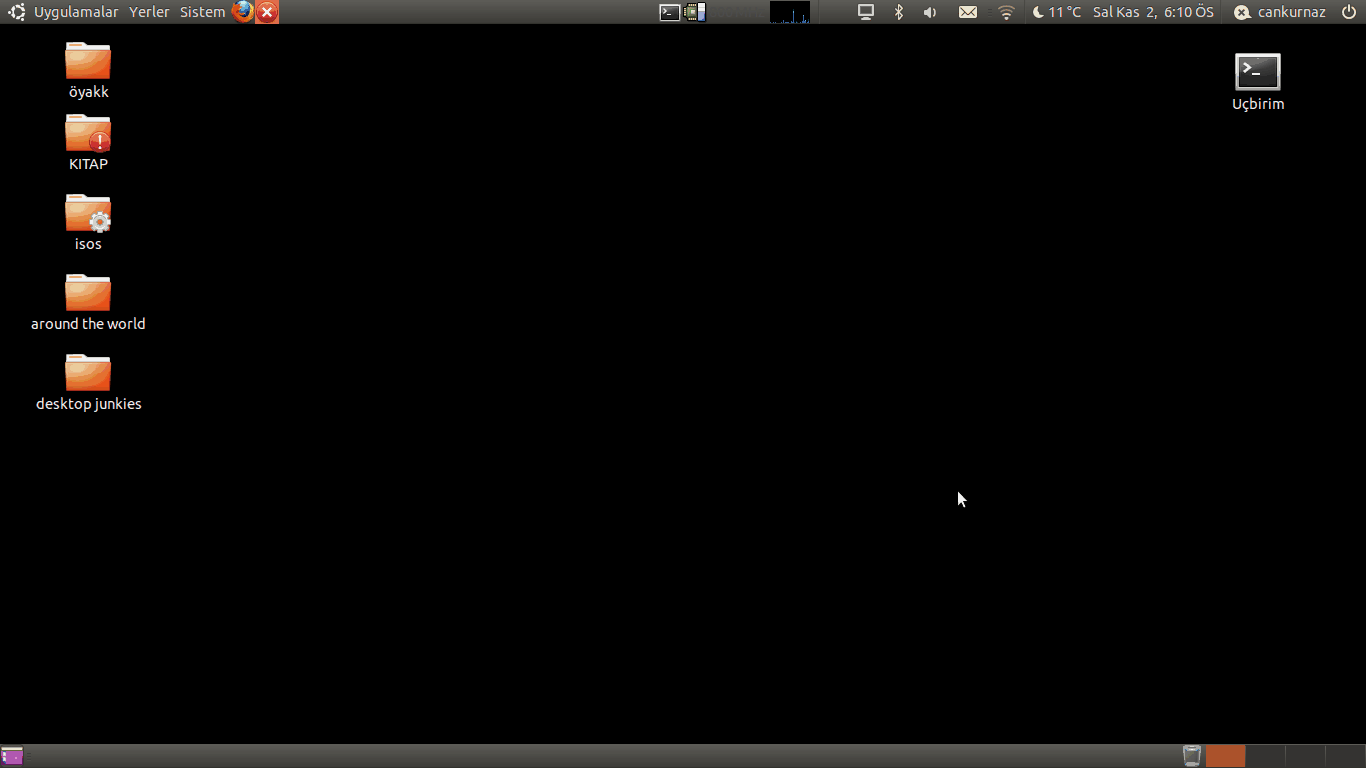 Uygulamalar Yerler Sistem 11 °C Sal Kas 2, 6:10 ÖS cankurnaz
öyakk
Uçbirim
KITAP
isos
around the world
desktop junkies